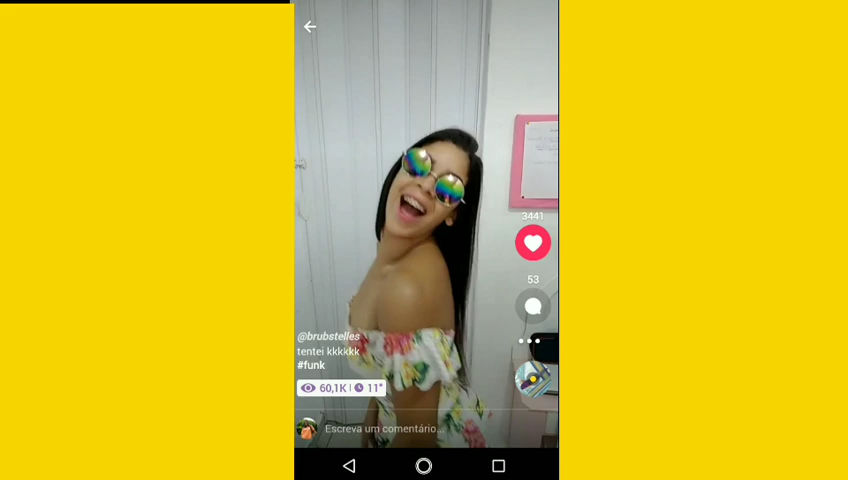 3441
53
@brubstelles
tentei kkkkkk
#funk
60,1K | 11"
Escreva um comentário...